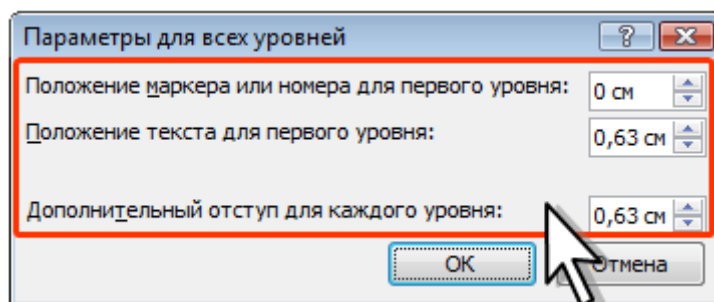 Параметры для всех уровней
Положение маркера или номера для первого уровня: 0 см
Положение текста для первого уровня: 0,63 см
Дополнительный отступ для каждого уровня: 0,63 см
ОК Отмена